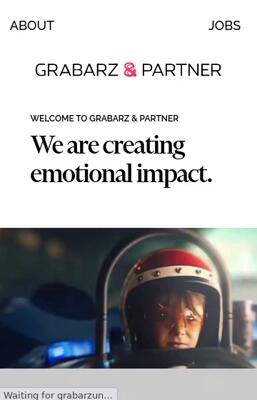 ABOUT JOBS
GRABARZ & PARTNER
WELCOME TO GRABARZ & PARTNER
We are creating
emotional impact.
Waiting for grabarzun...